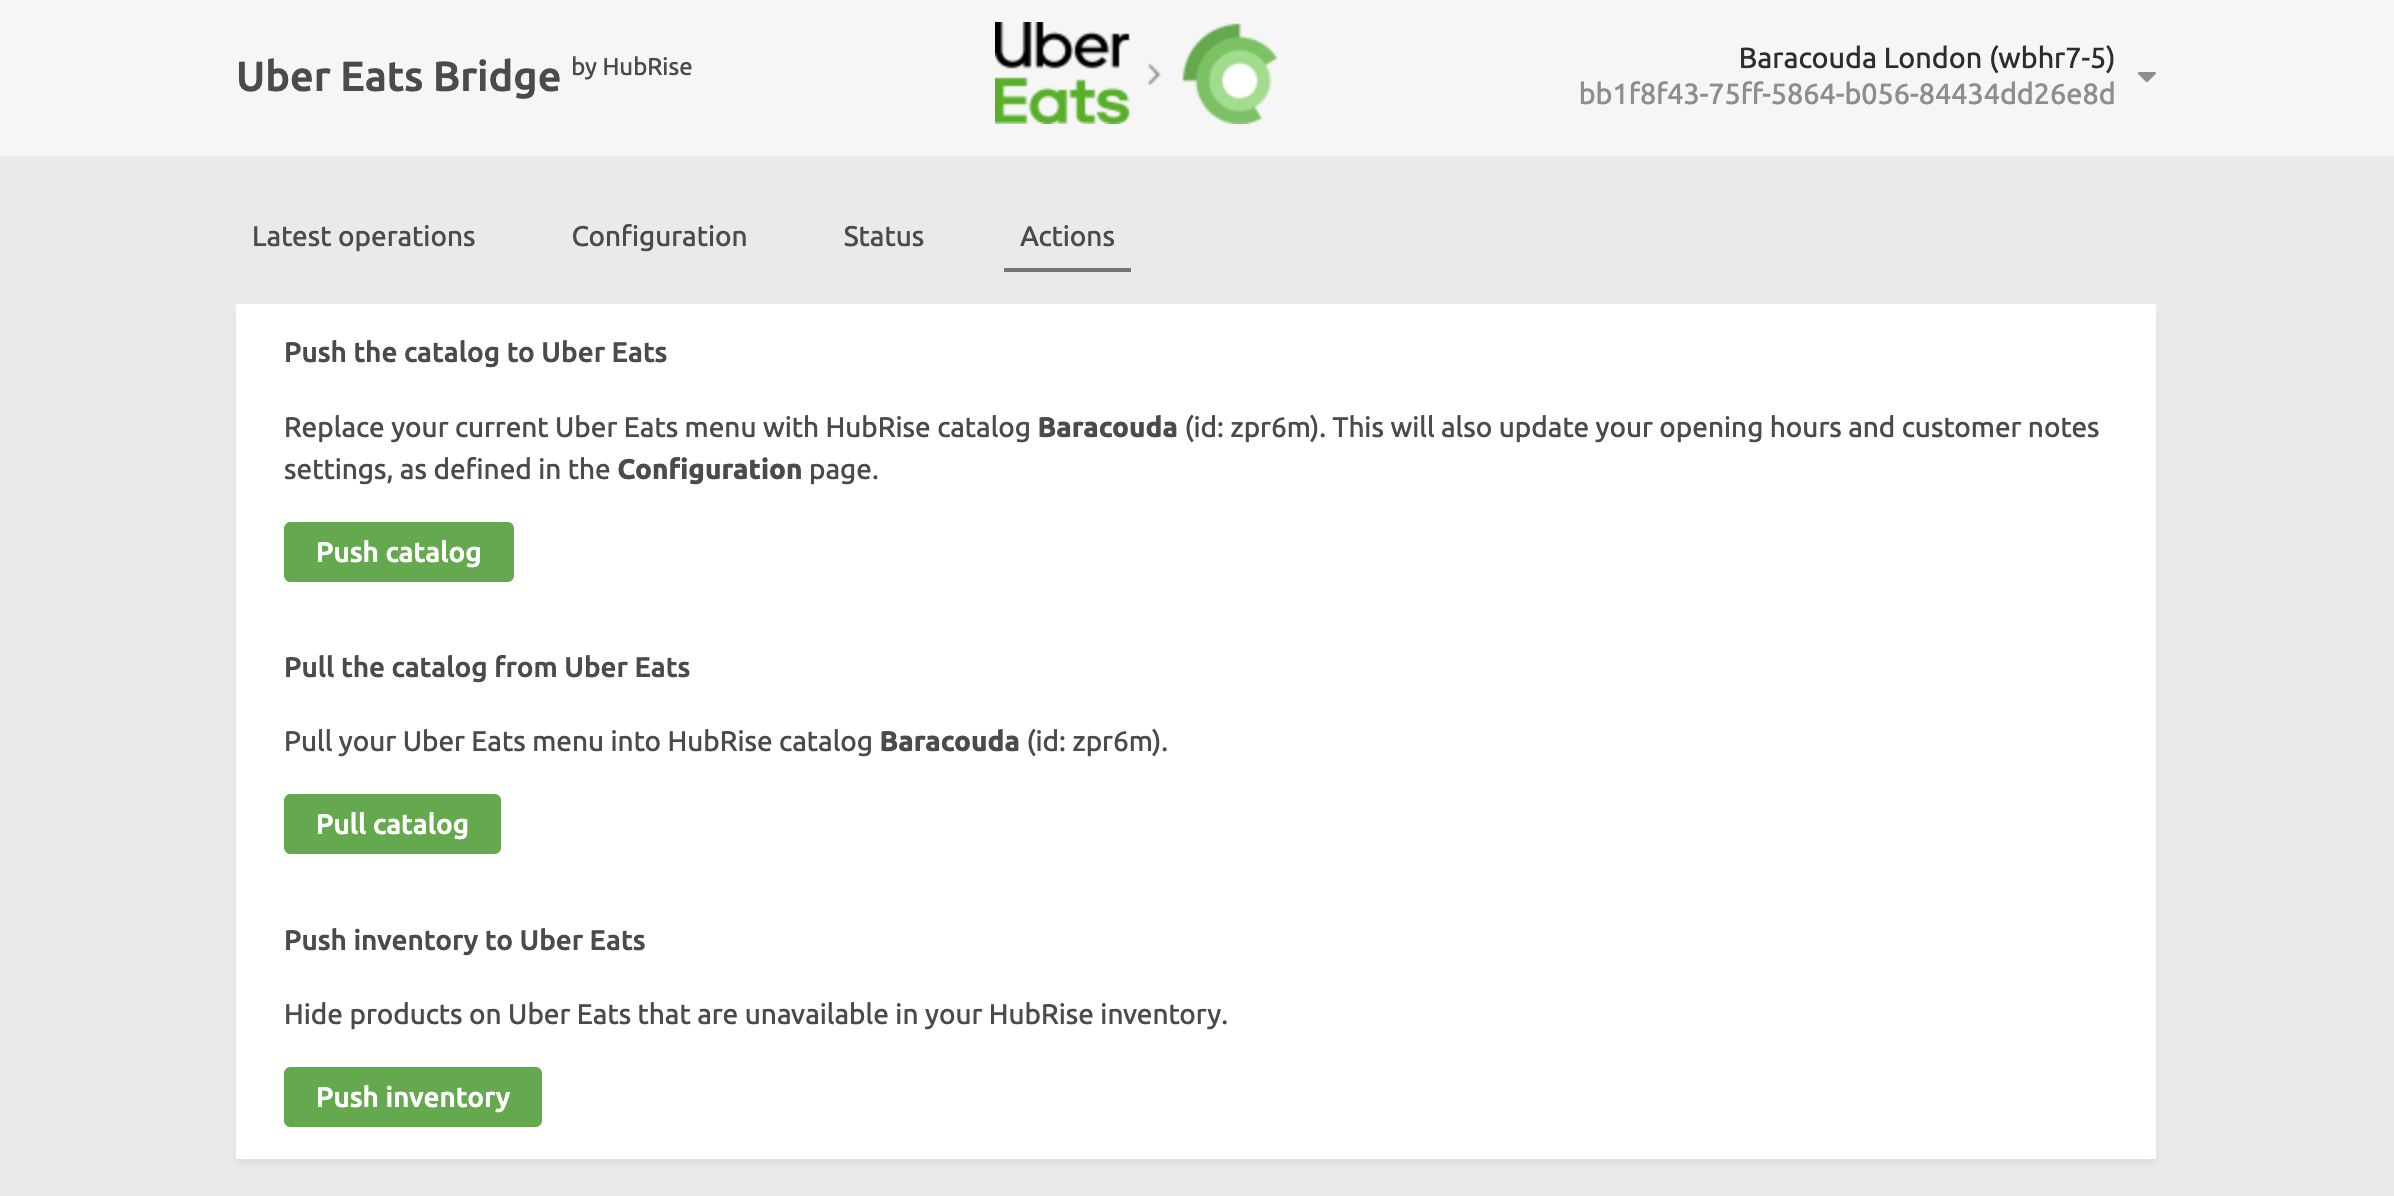 Uber Eats Bridge by HubRise
Uber
Eats
Baracouda London (wbhr7-5)
bb1f8f43-75ff-5864-b056-84434dd26e8d
Latest operations
Configuration
Status
Actions
Push the catalog to Uber Eats
Replace your current Uber Eats menu with HubRise catalog Baracouda (id: zpr6m). This will also update your opening hours and customer notes
settings, as defined in the Configuration page.
Push catalog
Pull the catalog from Uber Eats
Pull your Uber Eats menu into HubRise catalog Baracouda (id: zpr6m).
Pull catalog
Push inventory to Uber Eats
Hide products on Uber Eats that are unavailable in your HubRise inventory.
Push inventory